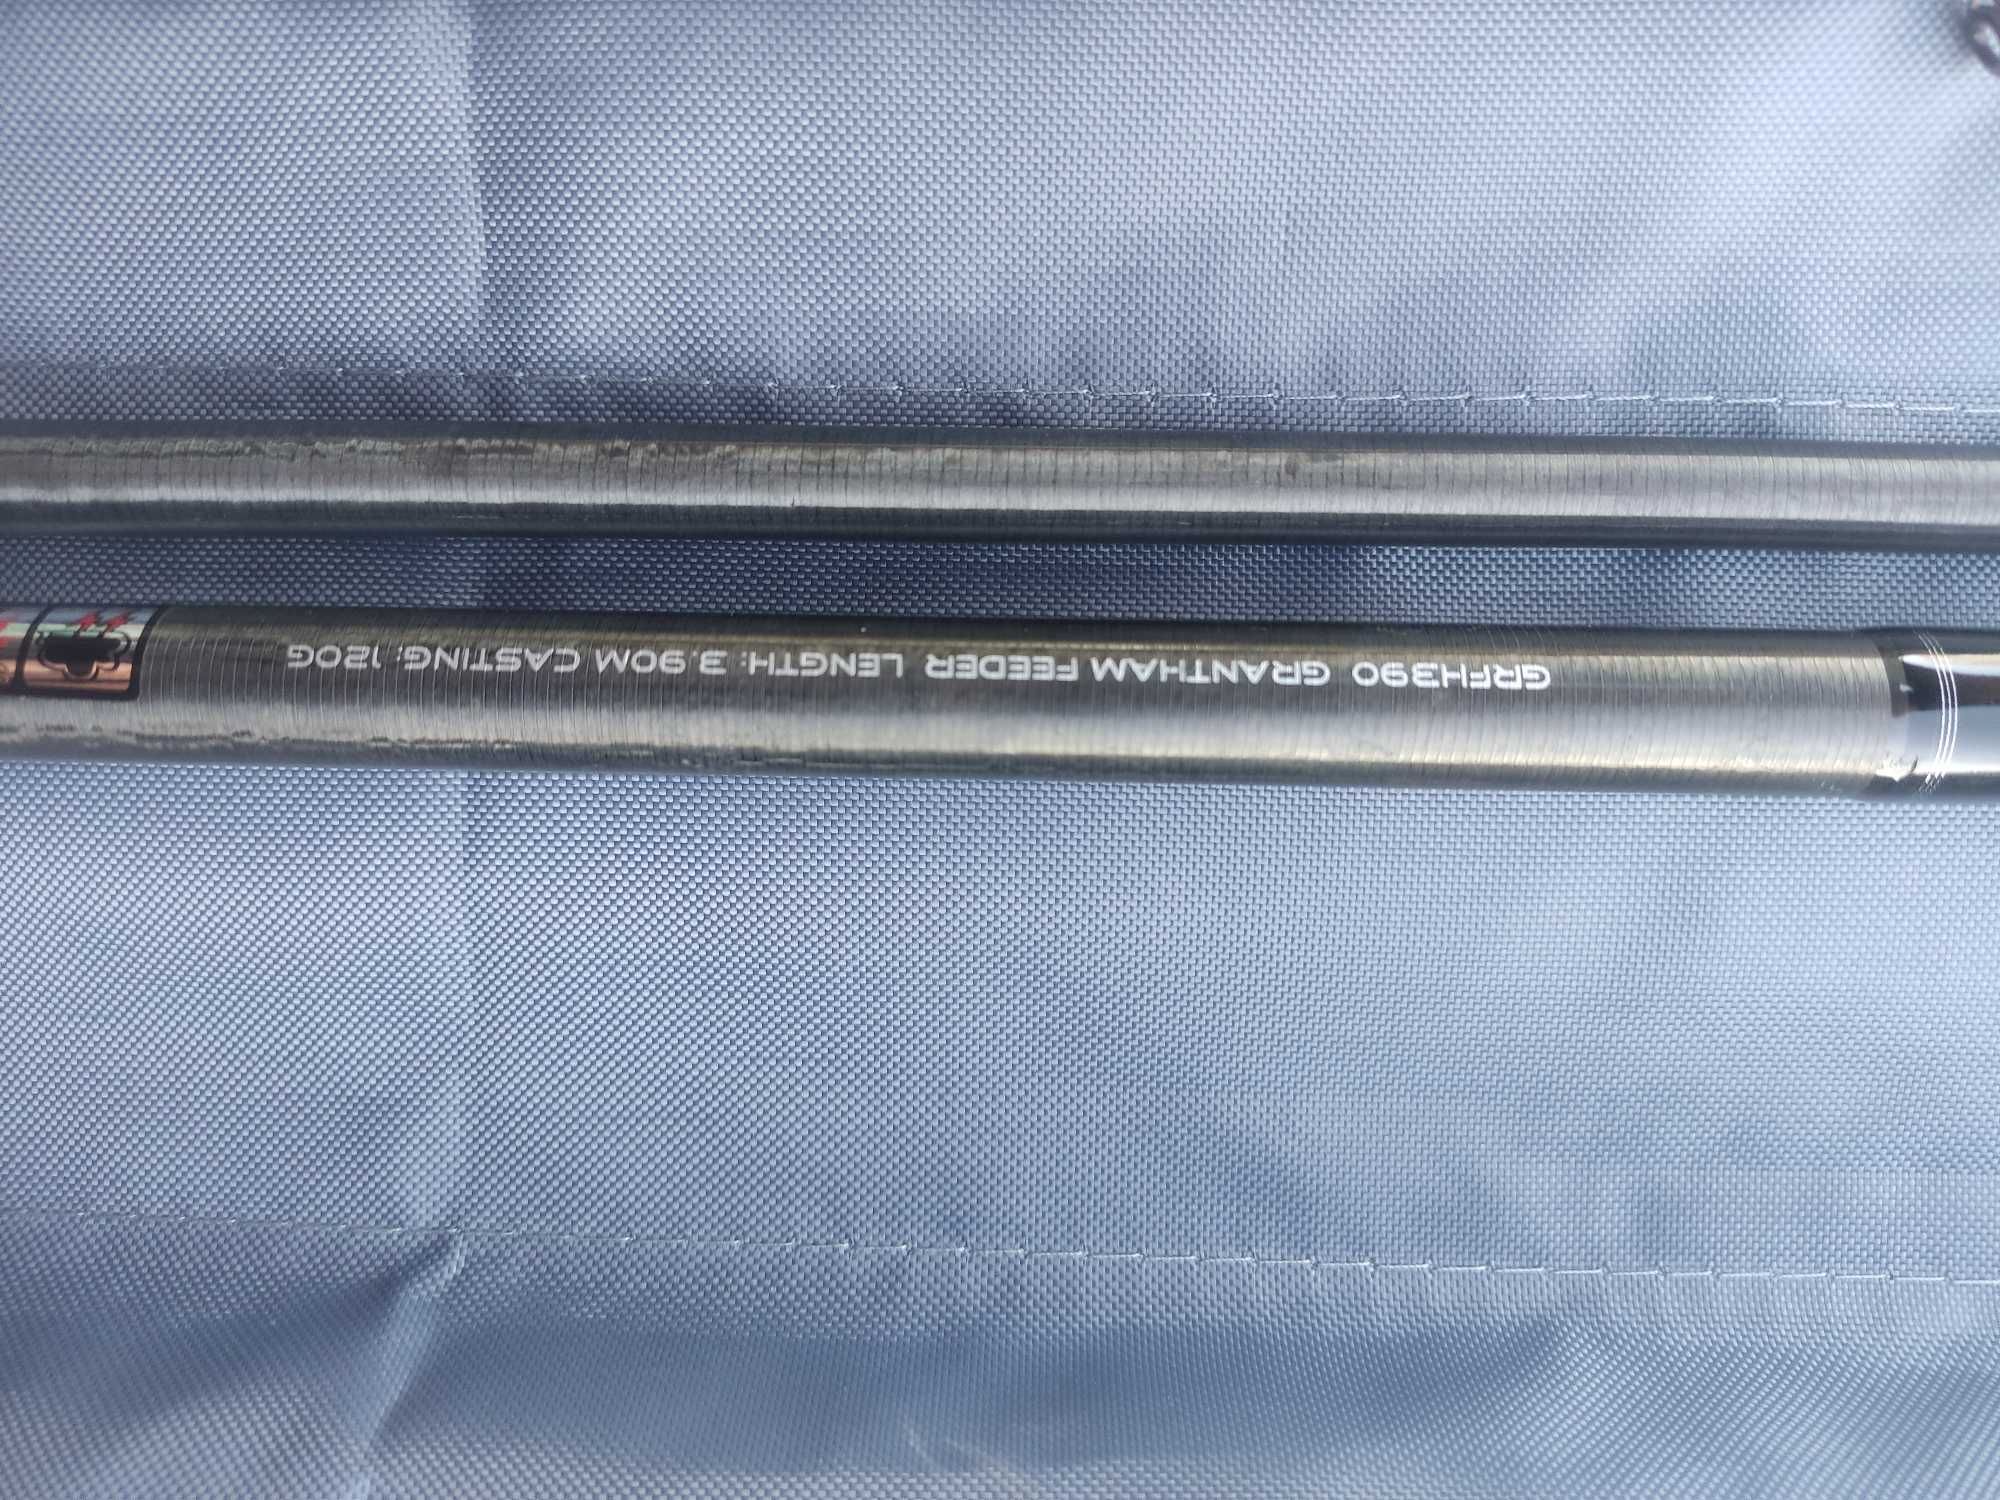 GRFH390 GRANTHAM FEEDER LENGTH: 3.90M CASTING: 120G